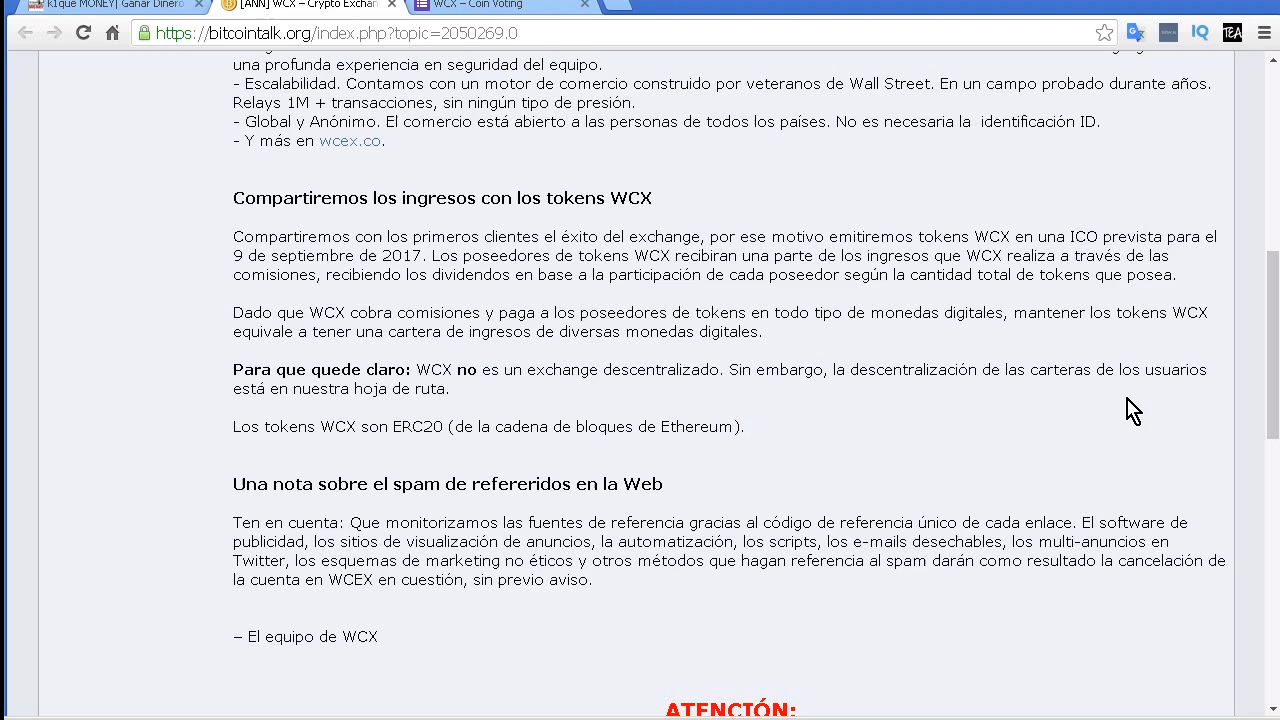 R1que MONEY| Ganar Dinero
[ANN] WCX – Crypto Exchan
WCX – Coin Voting
https://bitcointalk.org/index.php?topic=2050269.0
IQ
TEA
una profunda experiencia en seguridad del equipo.
- Escalabilidad. Contamos con un motor de comercio construido por veteranos de Wall Street. En un campo probado durante años.
Relays 1M + transacciones, sin ningún tipo de presión.
- Global y Anónimo. El comercio está abierto a las personas de todos los países. No es necesaria la identificación ID.
- Y más en wcex.co.
Compartiremos los ingresos con los tokens WCX
Compartiremos con los primeros clientes el éxito del exchange, por ese motivo emitiremos tokens WCX en una ICO prevista para el
9 de septiembre de 2017. Los poseedores de tokens WCX recibiran una parte de los ingresos que WCX realiza a través de las
comisiones, recibiendo los dividendos en base a la participación de cada poseedor según la cantidad total de tokens que posea.
Dado que WCX cobra comisiones y paga a los poseedores de tokens en todo tipo de monedas digitales, mantener los tokens WCX
equivale a tener una cartera de ingresos de diversas monedas digitales.
Para que quede claro: WCX no es un exchange descentralizado. Sin embargo, la descentralización de las carteras de los usuarios
está en nuestra hoja de ruta.
Los tokens WCX son ERC20 (de la cadena de bloques de Ethereum).
Una nota sobre el spam de refereridos en la Web
Ten en cuenta: Que monitorizamos las fuentes de referencia gracias al código de referencia único de cada enlace. El software de
publicidad, los sitios de visualización de anuncios, la automatización, los scripts, los e-mails desechables, los multi-anuncios en
Twitter, los esquemas de marketing no éticos y otros métodos que hagan referencia al spam darán como resultado la cancelación de
la cuenta en WCEX en cuestión, sin previo aviso.
– El equipo de WCX
ATENCIÓN: